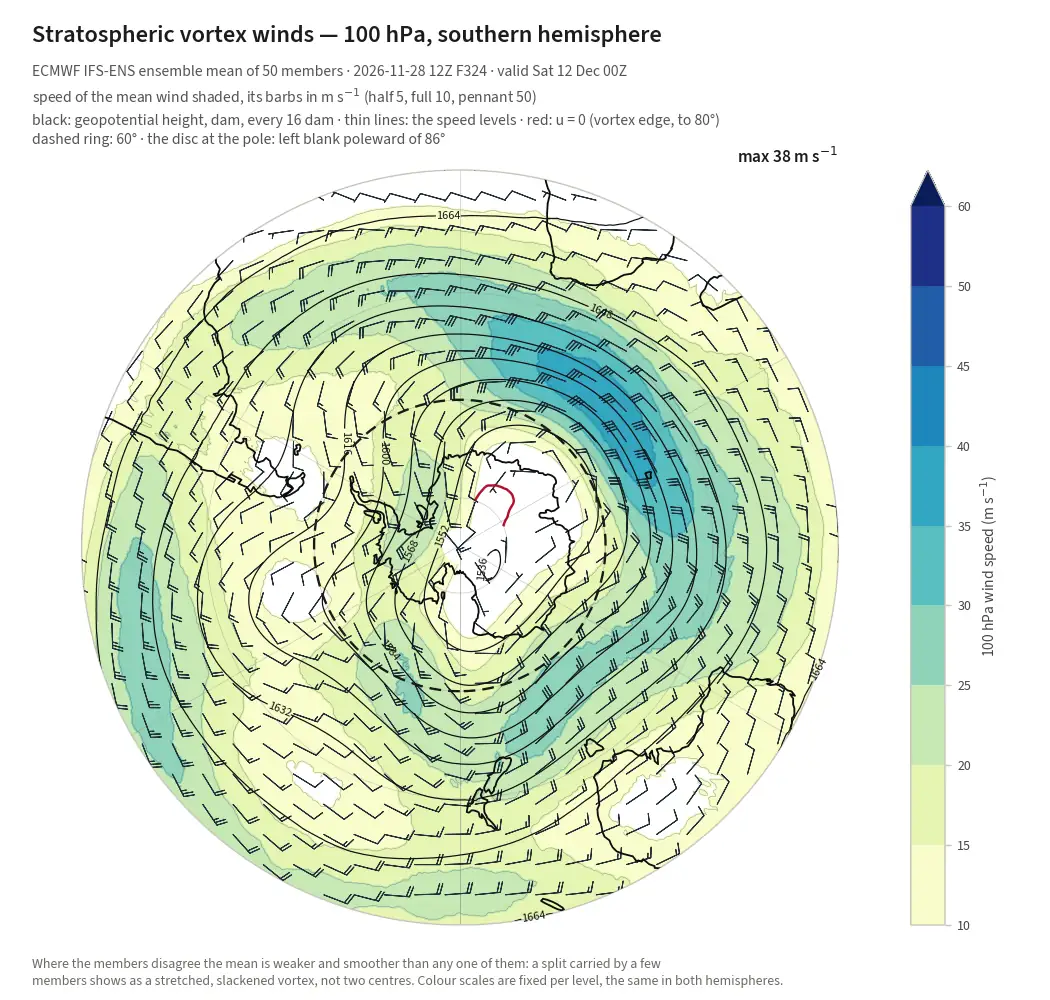 Stratospheric vortex winds — 100 hPa, southern hemisphere
ECMWF IFS-ENS ensemble mean of 50 members · 2026-11-28 12Z F324 · valid Sat 12 Dec 00Z
speed of the mean wind shaded, its barbs in m s⁻¹ (half 5, full 10, pennant 50)
black: geopotential height, dam, every 16 dam · thin lines: the speed levels · red: u = 0 (vortex edge, to 80°)
dashed ring: 60° · the disc at the pole: left blank poleward of 86°
max 38 m s⁻¹
1664
1616
1600
1552
1568
1536
1632
1664
1664
60
50
45
40
35
30
25
20
15
10
100 hPa wind speed (m s⁻¹)
Where the members disagree the mean is weaker and smoother than any one of them: a split carried by a few
members shows as a stretched, slackened vortex, not two centres. Colour scales are fixed per level, the same in both hemispheres.